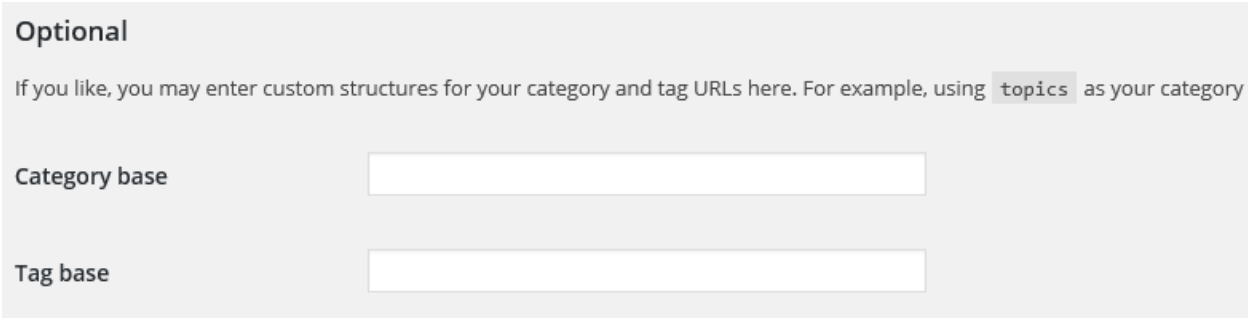 Optional
If you like, you may enter custom structures for your category and tag URLs here. For example, using topics as your category
Category base
Tag base